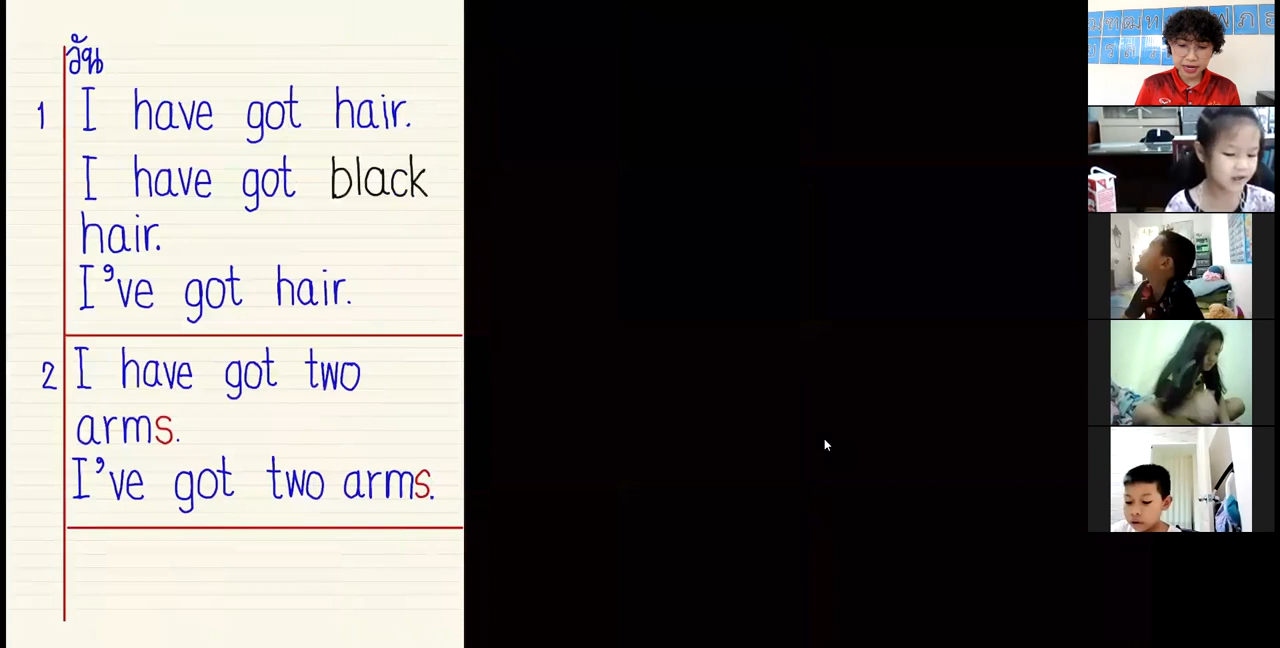 วัน
1 I have got hair.
I have got black
hair.
I've got hair.
2 I have got two
arms.
I've got two arms.